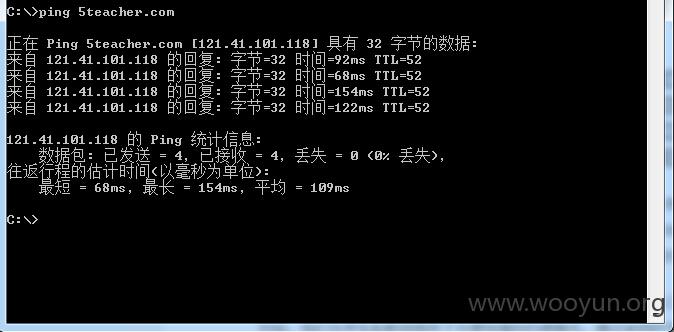 C:\>ping 5teacher.com
正在 Ping 5teacher.com [121.41.101.118] 具有 32 字节的数据:
来自 121.41.101.118 的回复: 字节=32 时间=92ms TTL=52
来自 121.41.101.118 的回复: 字节=32 时间=68ms TTL=52
来自 121.41.101.118 的回复: 字节=32 时间=154ms TTL=52
来自 121.41.101.118 的回复: 字节=32 时间=122ms TTL=52
121.41.101.118 的 Ping 统计信息:
数据包: 已发送 = 4, 已接收 = 4, 丢失 = 0 (0% 丢失),
往返行程的估计时间(以毫秒为单位):
最短 = 68ms, 最长 = 154ms, 平均 = 109ms
C:\>
www.wooyun.org